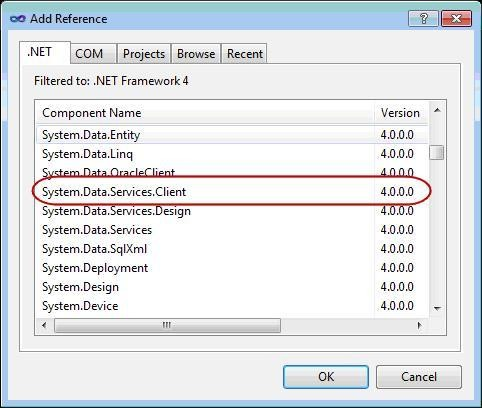 Add Reference
.NET COM Projects Browse Recent
Filtered to: .NET Framework 4
Component Name Version
System.Data.Entity 4.0.0.0
System.Data.Linq 4.0.0.0
System.Data.OracleClient 4.0.0.0
System.Data.Services.Client 4.0.0.0
System.Data.Services.Design 4.0.0.0
System.Data.Services 4.0.0.0
System.Data.SqlXml 4.0.0.0
System.Deployment 4.0.0.0
System.Design 4.0.0.0
System.Device 4.0.0.0
OK Cancel